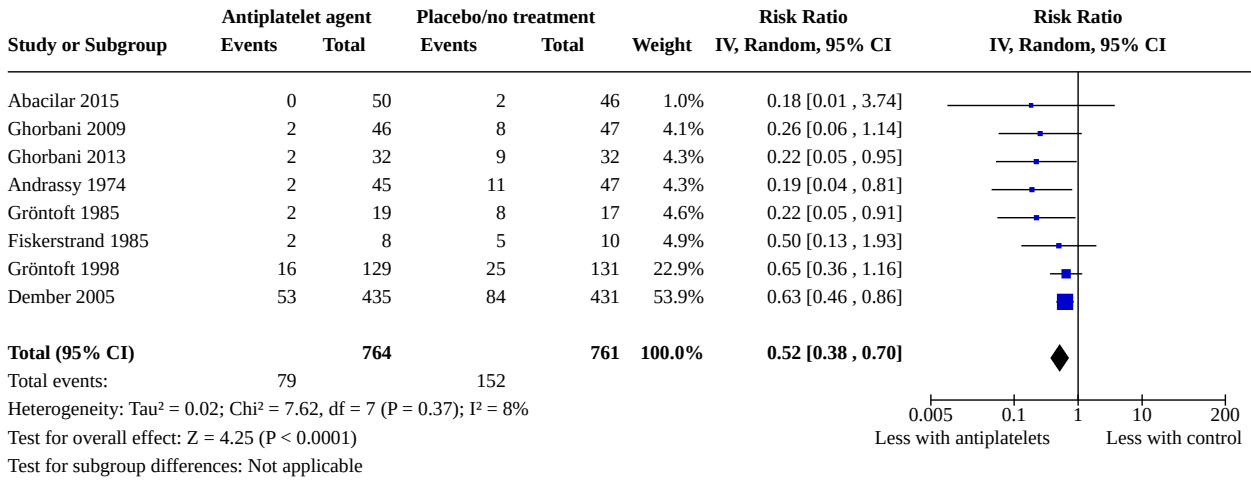 Antiplatelet agent Placebo/no treatment Risk Ratio Risk Ratio
Study or Subgroup Events Total Events Total Weight IV, Random, 95% CI IV, Random, 95% CI
Abacilar 2015 0 50 2 46 1.0% 0.18 [0.01 , 3.74]
Ghorbani 2009 2 46 8 47 4.1% 0.26 [0.06 , 1.14]
Ghorbani 2013 2 32 9 32 4.3% 0.22 [0.05 , 0.95]
Andrassy 1974 2 45 11 47 4.3% 0.19 [0.04 , 0.81]
Gröntoft 1985 2 19 8 17 4.6% 0.22 [0.05 , 0.91]
Fiskerstrand 1985 2 8 5 10 4.9% 0.50 [0.13 , 1.93]
Gröntoft 1998 16 129 25 131 22.9% 0.65 [0.36 , 1.16]
Dember 2005 53 435 84 431 53.9% 0.63 [0.46 , 0.86]
Total (95% CI) 764 761 100.0% 0.52 [0.38 , 0.70]
Total events: 79 152
Heterogeneity: Tau² = 0.02; Chi² = 7.62, df = 7 (P = 0.37); I² = 8%
Test for overall effect: Z = 4.25 (P < 0.0001)
Test for subgroup differences: Not applicable
0.005 0.1 1 10 200
Less with antiplatelets Less with control